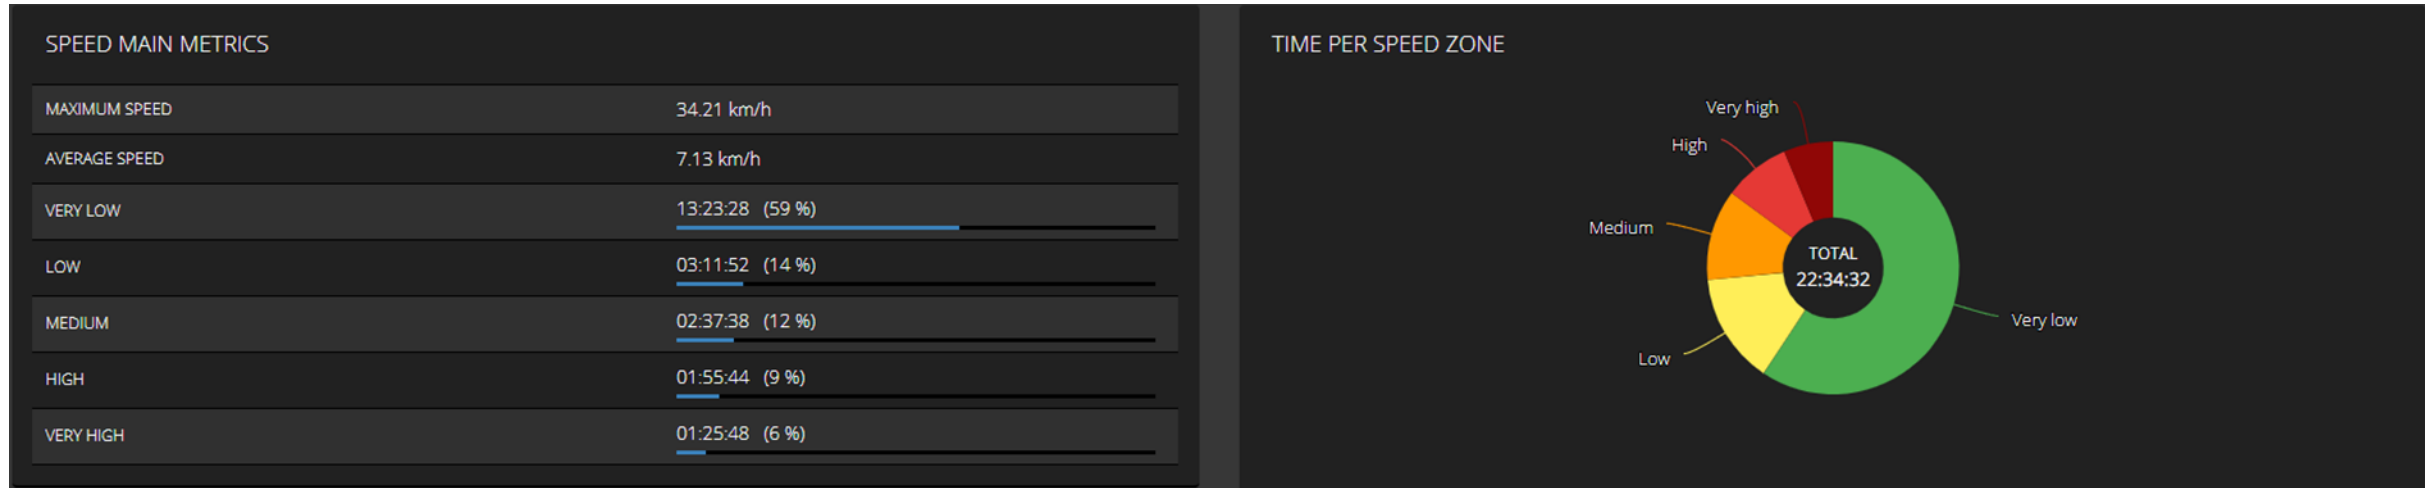 SPEED MAIN METRICS
MAXIMUM SPEED 34.21 km/h
AVERAGE SPEED 7.13 km/h
VERY LOW 13:23:28 (59 %)
LOW 03:11:52 (14 %)
MEDIUM 02:37:38 (12 %)
HIGH 01:55:44 (9 %)
VERY HIGH 01:25:48 (6 %)
TIME PER SPEED ZONE
Very high
High
Medium
TOTAL
22:34:32
Very low
Low